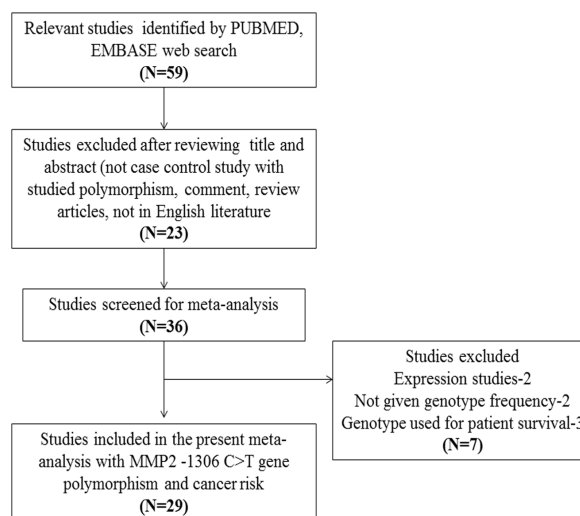 Relevant studies identified by PUBMED,
EMBASE web search
(N=59)
Studies excluded after reviewing title and
abstract (not case control study with
studied polymorphism, comment, review
articles, not in English literature
(N=23)
Studies screened for meta-analysis
(N=36)
Studies excluded
Expression studies-2
Not given genotype frequency-2
Genotype used for patient survival-3
(N=7)
Studies included in the present meta-
analysis with MMP2 -1306 C>T gene
polymorphism and cancer risk
(N=29)